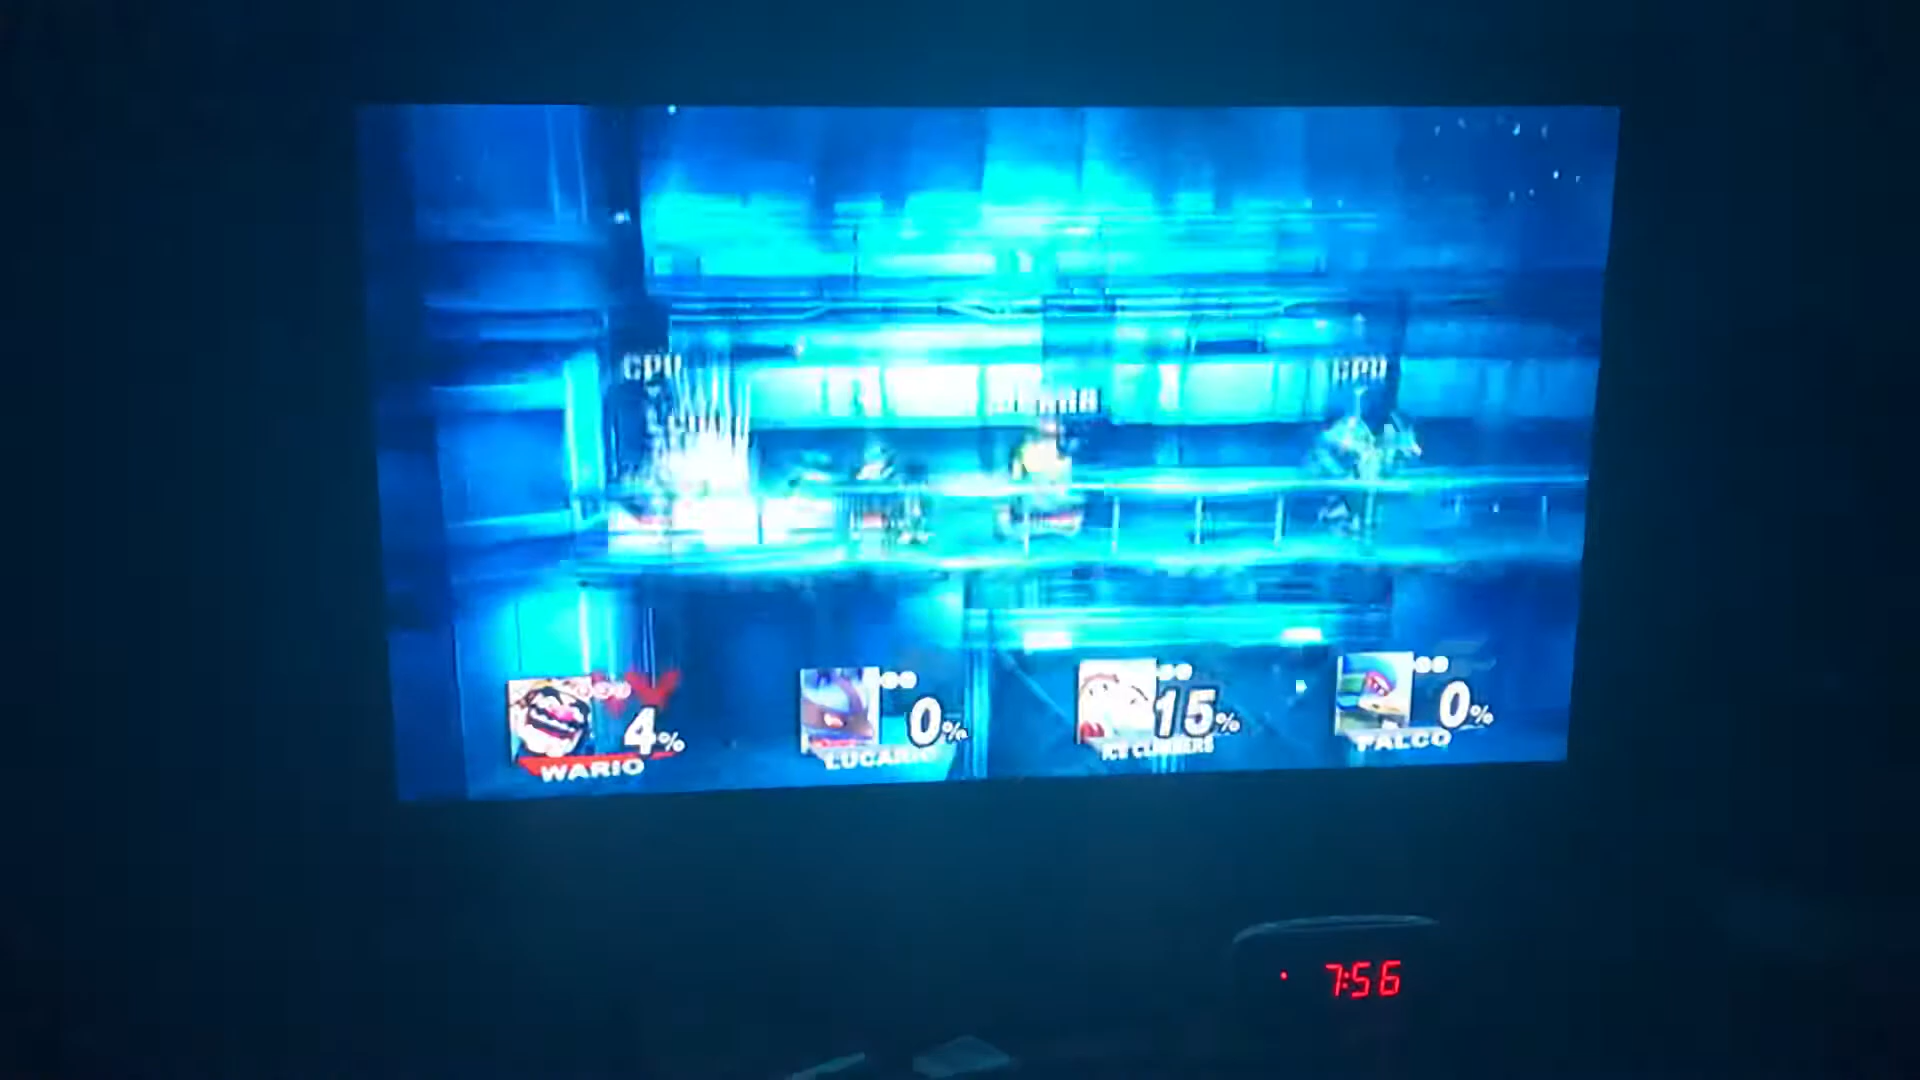 CPU
CPU
4%
WARIO
0%
LUCARIO
15%
ICE CLIMBERS
0%
FALCO
7:56